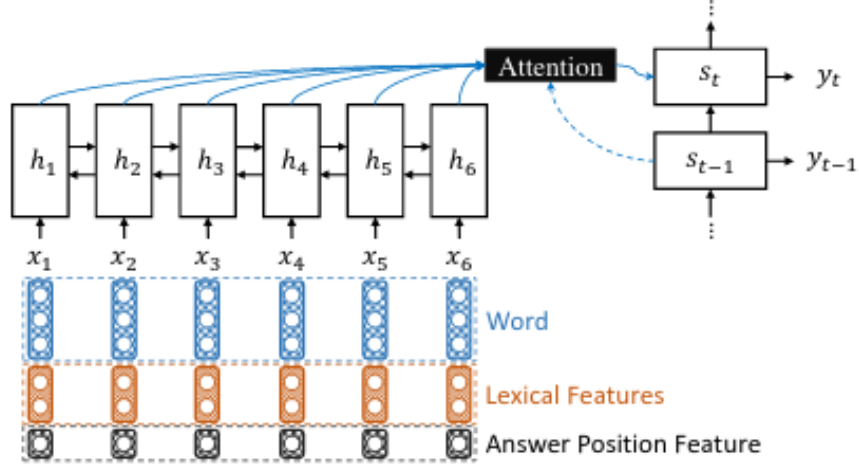 Attention
s_t
y_t
h_1 h_2 h_3 h_4 h_5 h_6
s_{t-1}
y_{t-1}
x_1 x_2 x_3 x_4 x_5 x_6
Word
Lexical Features
Answer Position Feature